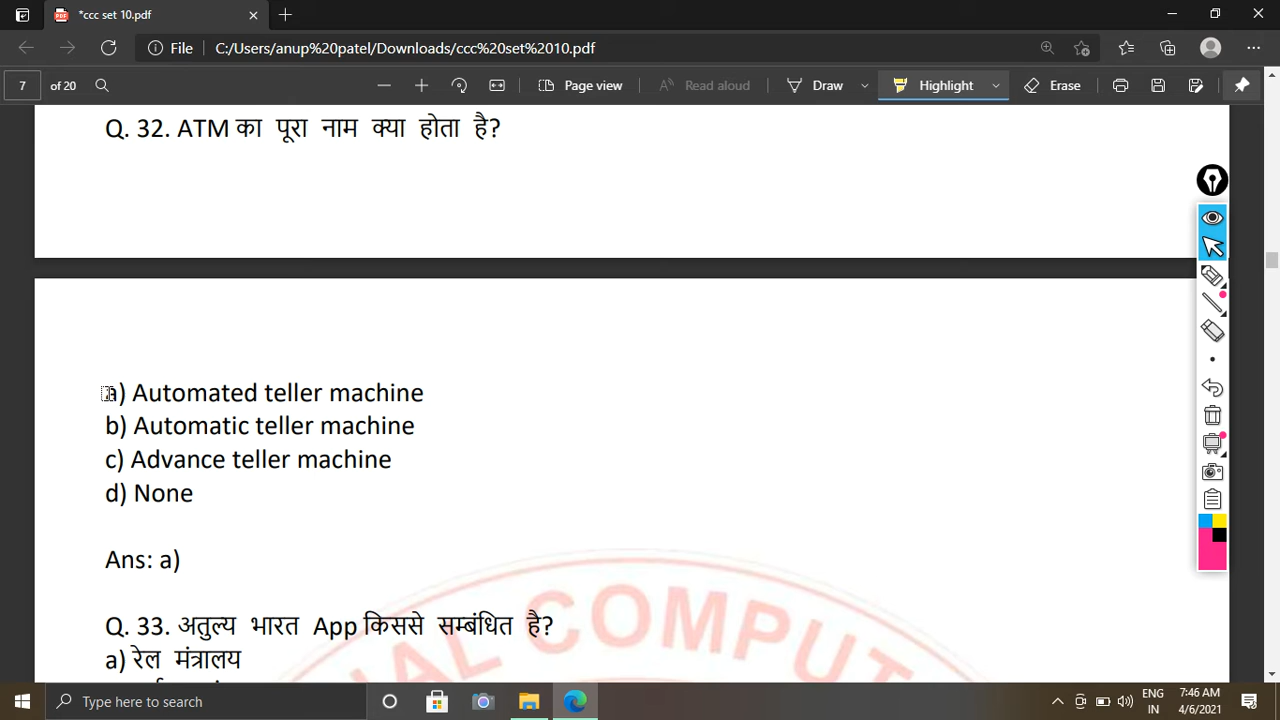 *ccc set 10.pdf
File C:/Users/anup%20patel/Downloads/ccc%20set%2010.pdf
7 of 20 Page view Read aloud Draw Highlight Erase
Q. 32. ATM का पूरा नाम क्या होता है?
a) Automated teller machine
b) Automatic teller machine
c) Advance teller machine
d) None
Ans: a)
Q. 33. अतुल्य भारत App किससे सम्बंधित है?
a) रेल मंत्रालय
AL COMPUT
Type here to search ENG 7:46 AM
IN 4/6/2021